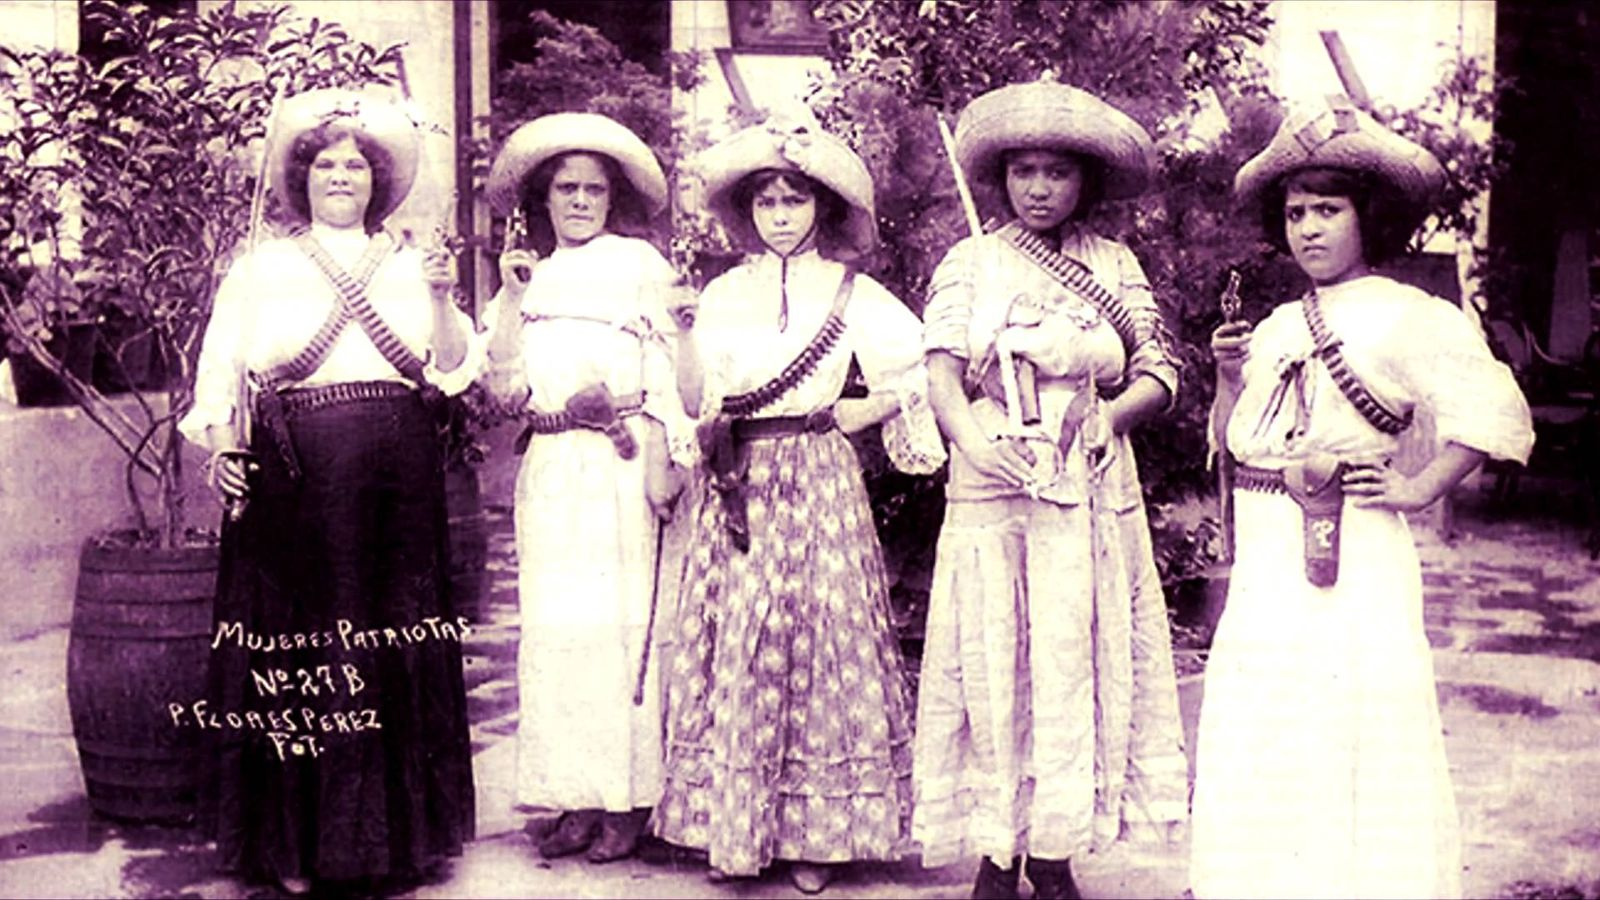 MUJERES PATRIOTAS
Nº 27 B
P. FLORES PEREZ
FOT.